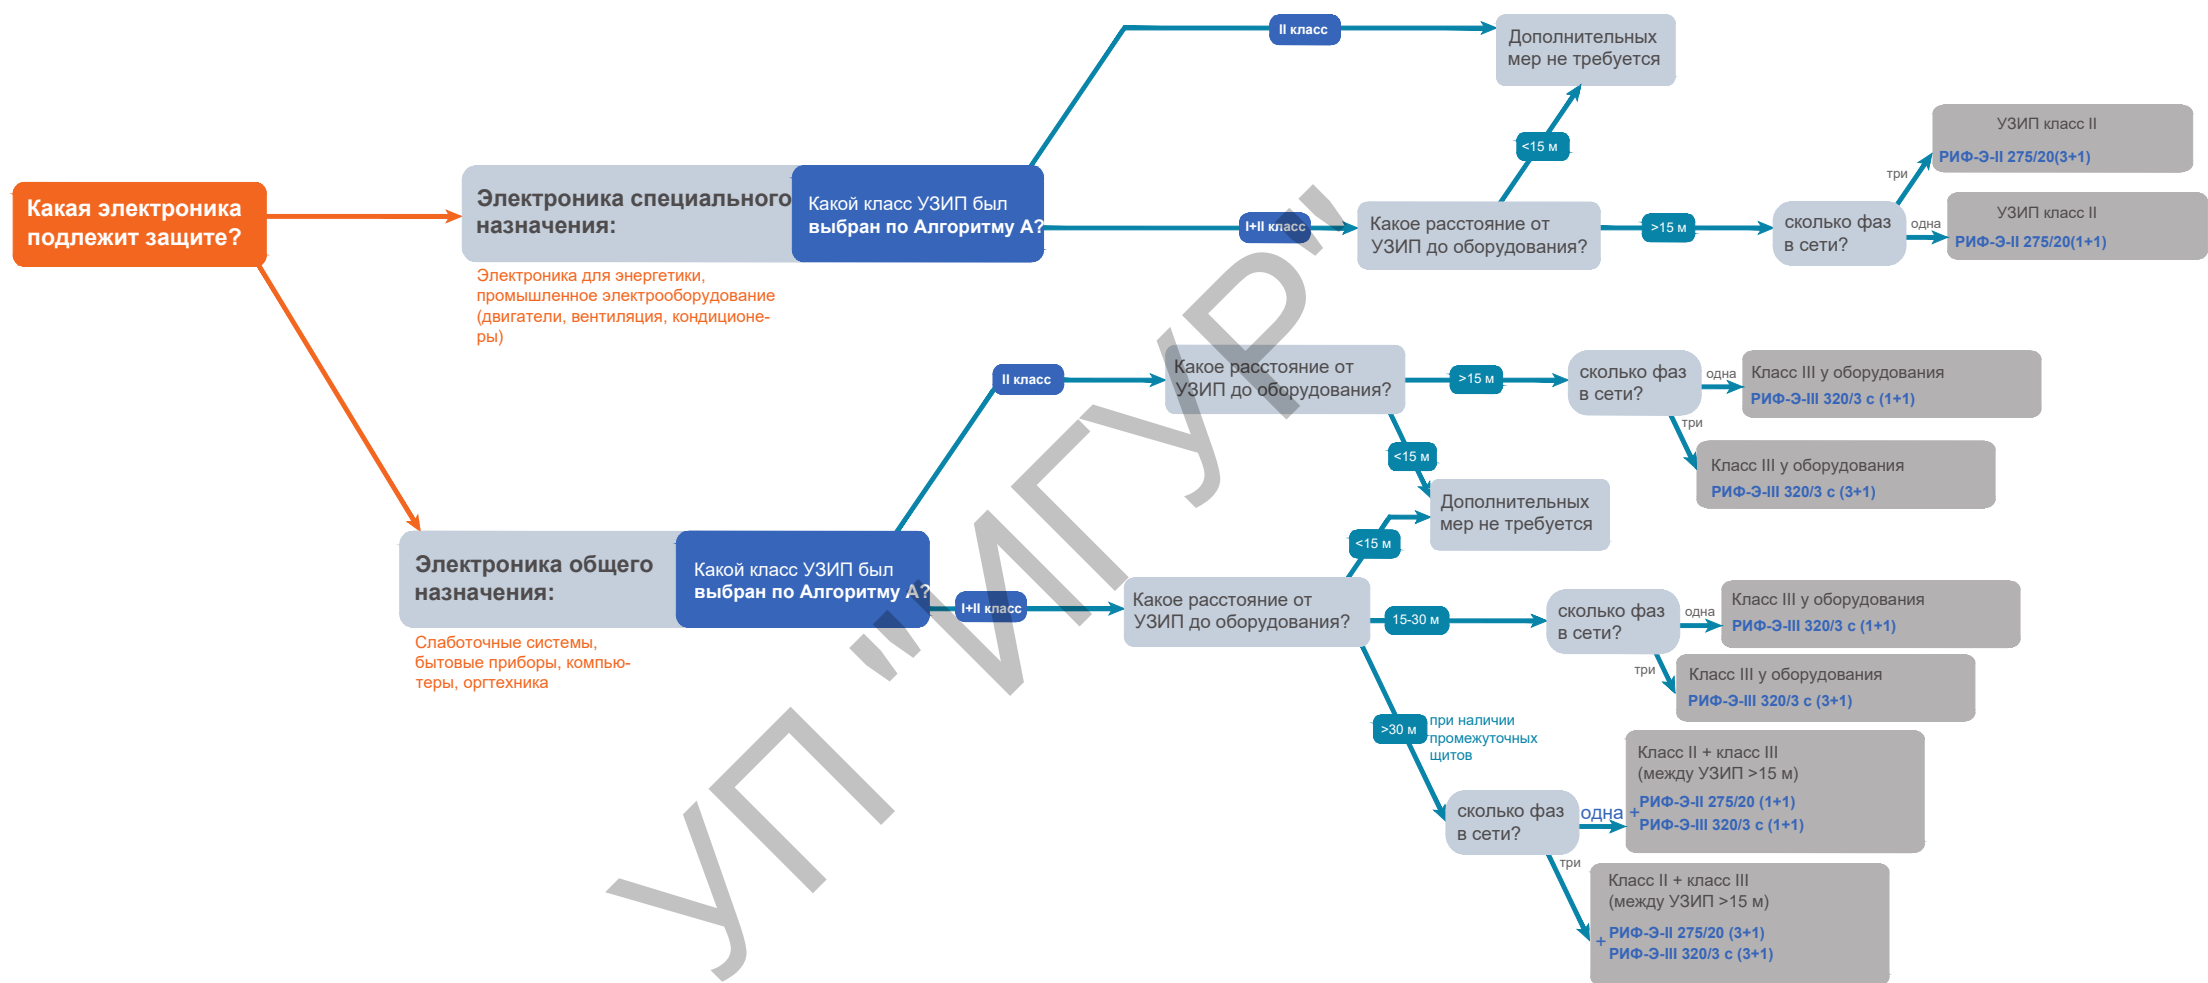 Какая электроника
подлежит защите?
Электроника специального
назначения:
Электроника для энергетики,
промышленное электрооборудование
(двигатели, вентиляция, кондиционе-
ры)
Какой класс УЗИП был
выбран по Алгоритму А?
II класс
Дополнительных
мер не требуется
<15 м
I+II класс
Какое расстояние от
УЗИП до оборудования?
>15 м
сколько фаз
в сети?
три
УЗИП класс II
РИФ-Э-II 275/20(3+1)
одна
УЗИП класс II
РИФ-Э-II 275/20(1+1)
Электроника общего
назначения:
Слаботочные системы,
бытовые приборы, компью-
теры, оргтехника
Какой класс УЗИП был
выбран по Алгоритму А?
II класс
Какое расстояние от
УЗИП до оборудования?
>15 м
сколько фаз
в сети?
одна
Класс III у оборудования
РИФ-Э-III 320/3 с (1+1)
три
Класс III у оборудования
РИФ-Э-III 320/3 с (3+1)
<15 м
Дополнительных
мер не требуется
<15 м
I+II класс
Какое расстояние от
УЗИП до оборудования?
15-30 м
сколько фаз
в сети?
одна
Класс III у оборудования
РИФ-Э-III 320/3 с (1+1)
три
Класс III у оборудования
РИФ-Э-III 320/3 с (3+1)
>30 м
при наличии
промежуточных
щитов
сколько фаз
в сети?
одна +
Класс II + класс III
(между УЗИП >15 м)
РИФ-Э-II 275/20 (1+1)
РИФ-Э-III 320/3 с (1+1)
три
Класс II + класс III
(между УЗИП >15 м)
+
РИФ-Э-II 275/20 (3+1)
РИФ-Э-III 320/3 с (3+1)
УП "ИГУР"